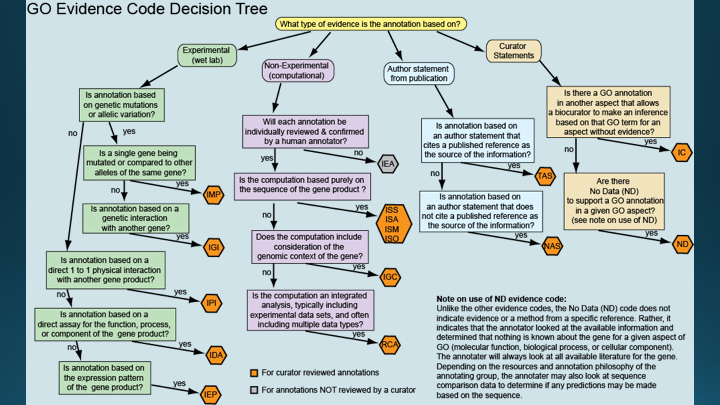 GO Evidence Code Decision Tree
What type of evidence is the annotation based on?
Experimental
(wet lab)
Non-Experimental
(computational)
Author statement
from publication
Curator
Statements
Is annotation based
on genetic mutations
or allelic variation?
no
yes
Is a single gene being
mutated or compared to other
alleles of the same gene?
no
yes
IMP
Is annotation based on a
genetic interaction
with another gene?
yes
IGI
Is annotation based on a
direct 1 to 1 physical interaction
with another gene product?
no
yes
IPI
Is annotation based on a
direct assay for the function, process,
or component of the gene product?
no
yes
IDA
Is annotation based on
the expression pattern
of the gene product?
yes
IEP
Will each annotation be
individually reviewed & confirmed
by a human annotator?
yes
no
IEA
Is the computation based purely on
the sequence of the gene product ?
no
yes
ISS
ISA
ISM
ISO
Does the computation include
consideration of the
genomic context of the gene?
no
yes
IGC
Is the computation an integrated
analysis, typically including
experimental data sets, and often
including multiple data types?
yes
RCA
Is annotation based on
an author statement that
cites a published reference as
the source of the information?
no
yes
TAS
Is annotation based on
an author statement that does
not cite a published reference as
the source of the information?
yes
NAS
Is there a GO annotation
in another aspect that allows
a biocurator to make an inference
based on that GO term for an
aspect without evidence?
no
yes
IC
Are there
No Data (ND)
to support a GO annotation
in a given GO aspect?
(see note on use of ND)
yes
ND
For curator reviewed annotations
For annotations NOT reviewed by a curator
Note on use of ND evidence code:
Unlike the other evidence codes, the No Data (ND) code does not
indicate evidence or a method from a specific reference. Rather, it
indicates that the annotator looked at the available information and
determined that nothing is known about the gene for a given aspect of
GO (molecular function, biological process, or cellular component).
The annotater will always look at all available literature for the gene.
Depending on the resources and annotation philosophy of the
annotating group, the annotater may also look at sequence
comparison data to determine if any predictions may be made
based on the sequence.